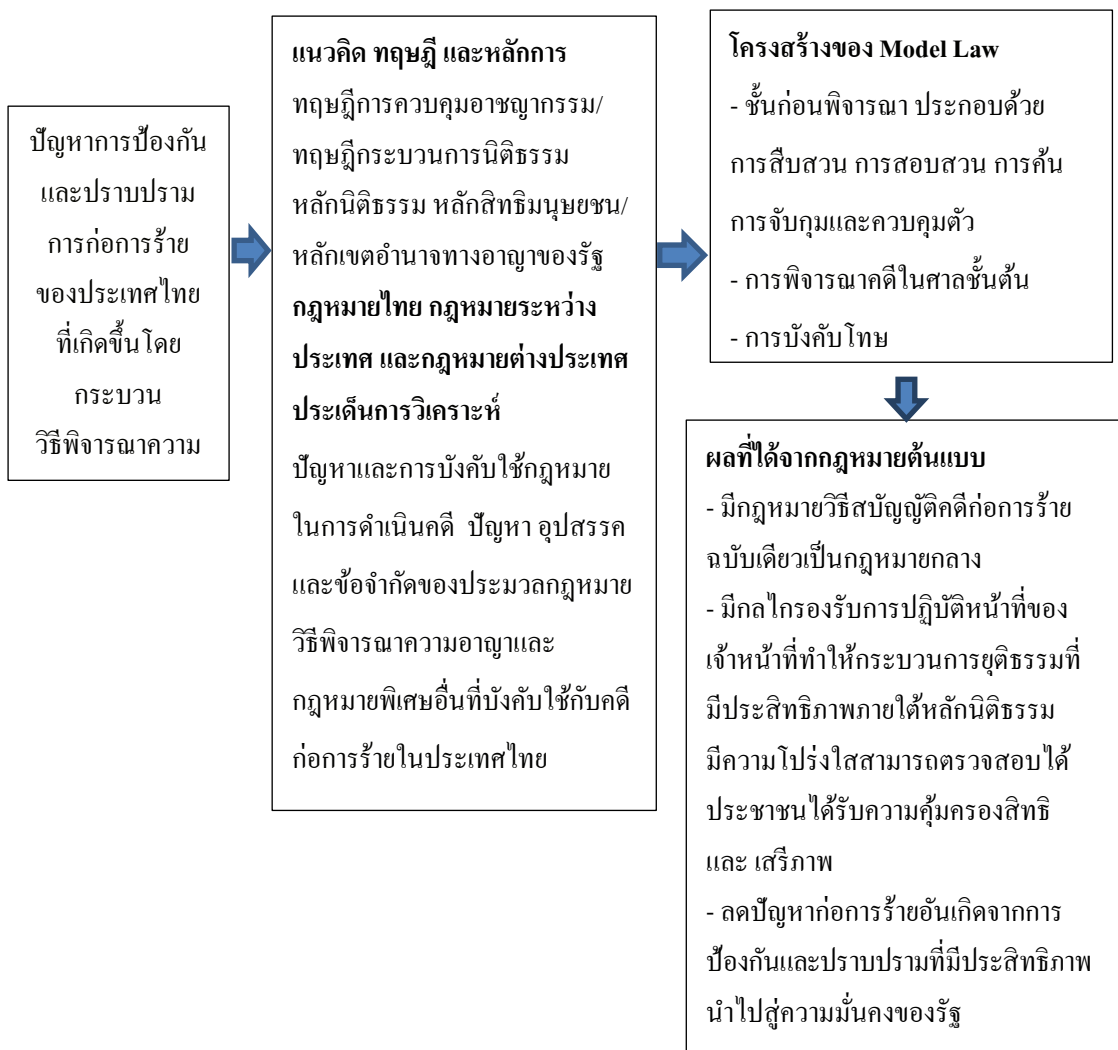 ปัญหาการป้องกัน
และปราบปราม
การก่อการร้าย
ของประเทศไทย
ที่เกิดขึ้นโดย
กระบวน
วิธีพิจารณาความ
แนวคิด ทฤษฎี และหลักการ
ทฤษฎีการควบคุมอาชญากรรม/
ทฤษฎีกระบวนการนิติธรรม
หลักนิติธรรม หลักสิทธิมนุษยชน/
หลักเขตอำนาจทางอาญาของรัฐ
กฎหมายไทย กฎหมายระหว่าง
ประเทศ และกฎหมายต่างประเทศ
ประเด็นการวิเคราะห์
ปัญหาและการบังคับใช้กฎหมาย
ในการดำเนินคดี ปัญหา อุปสรรค
และข้อจำกัดของประมวลกฎหมาย
วิธีพิจารณาความอาญาและ
กฎหมายพิเศษอื่นที่บังคับใช้กับคดี
ก่อการร้ายในประเทศไทย
โครงสร้างของ Model Law
- ชั้นก่อนพิจารณา ประกอบด้วย
การสืบสวน การสอบสวน การค้น
การจับกุมและควบคุมตัว
- การพิจารณาคดีในศาลชั้นต้น
- การบังคับโทษ
ผลที่ได้จากกฎหมายต้นแบบ
- มีกฎหมายวิธีสบัญญัติคดีก่อการร้าย
ฉบับเดียวเป็นกฎหมายกลาง
- มีกลไกรองรับการปฏิบัติหน้าที่ของ
เจ้าหน้าที่ทำให้กระบวนการยุติธรรมที่
มีประสิทธิภาพภายใต้หลักนิติธรรม
มีความโปร่งใสสามารถตรวจสอบได้
ประชาชนได้รับความคุ้มครองสิทธิ
และ เสรีภาพ
- ลดปัญหาก่อการร้ายอันเกิดจากการ
ป้องกันและปราบปรามที่มีประสิทธิภาพ
นำไปสู่ความมั่นคงของรัฐ